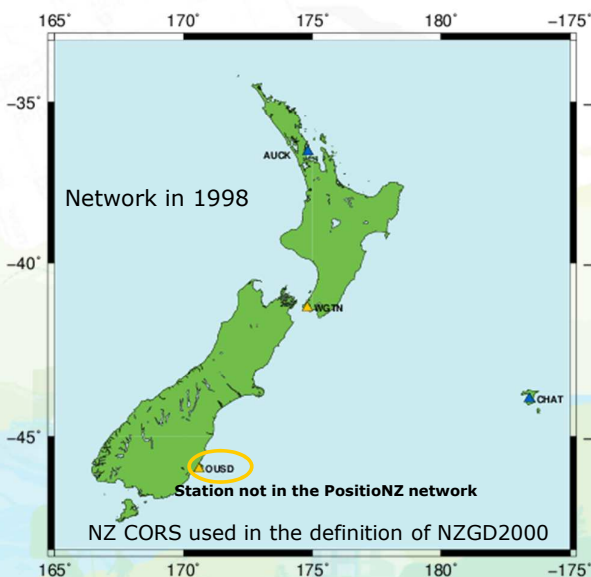 165° 170° 175° 180° -175°
-35°
AUCK
Network in 1998
-40°
WGTN
CHAT
-45°
OUSD
Station not in the PositioNZ network
NZ CORS used in the definition of NZGD2000
165° 170° 175° 180° -175°